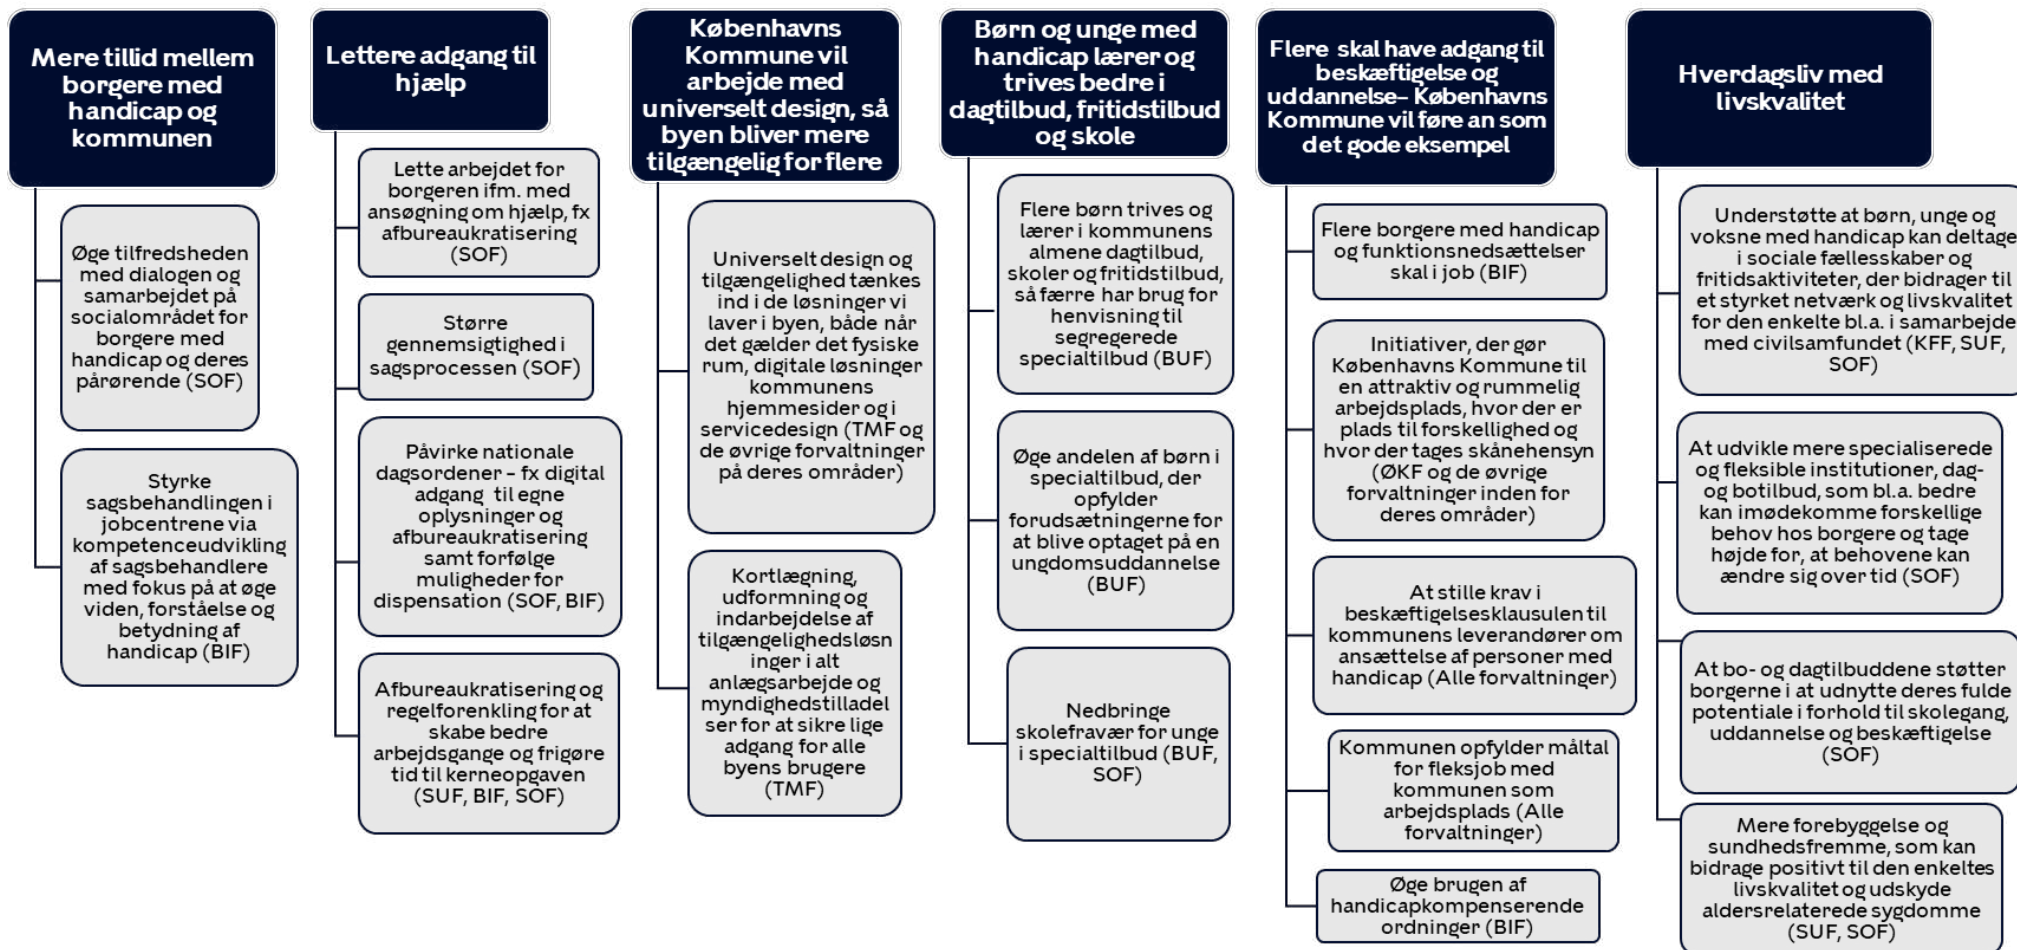 Mere tillid mellem
borgere med
handicap og
kommunen
Øge tilfredsheden
med dialogen og
samarbejdet på
socialområdet for
borgere med
handicap og deres
pårørende (SOF)
Styrke
sagsbehandlingen i
jobcentrene via
kompetenceudvikling
af sagsbehandlere
med fokus på at øge
viden, forståelse og
betydning af
handicap (BIF)
Lettere adgang til
hjælp
Lette arbejdet for
borgeren ifm. med
ansøgning om hjælp, fx
afbureaukratisering
(SOF)
Større
gennemsigtighed i
sagsprocessen (SOF)
Påvirke nationale
dagsordener - fx digital
adgang til egne
oplysninger og
afbureaukratisering
samt forfølge
muligheder for
dispensation (SOF, BIF)
Afbureaukratisering og
regelforenkling for at
skabe bedre
arbejdsgange og frigøre
tid til kerneopgaven
(SUF, BIF, SOF)
Københavns
Kommune vil
arbejde med
universelt design, så
byen bliver mere
tilgængelig for flere
Universelt design og
tilgængelighed tænkes
ind i de løsninger vi
laver i byen, både når
det gælder det fysiske
rum, digitale løsninger
kommunens
hjemmesider og i
servicedesign (TMF og
de øvrige forvaltninger
på deres områder)
Kortlægning,
udformning og
indarbejdelse af
tilgængelighedsløsn
inger i alt
anlægsarbejde og
myndighedstilladel
ser for at sikre lige
adgang for alle
byens brugere
(TMF)
Børn og unge med
handicap lærer og
trives bedre i
dagtilbud, fritidstilbud
og skole
Flere børn trives og
lærer i kommunens
almene dagtilbud,
skoler og fritidstilbud,
så færre har brug for
henvisning til
segregerede
specialtilbud (BUF)
Øge andelen af børn i
specialtilbud, der
opfylder
forudsætningerne for
at blive optaget på en
ungdomsuddannelse
(BUF)
Nedbringe
skolefravær for unge
i specialtilbud (BUF,
SOF)
Flere skal have adgang til
beskæftigelse og
uddannelse– Københavns
Kommune vil føre an som
det gode eksempel
Flere borgere med handicap
og funktionsnedsættelser
skal i job (BIF)
Initiativer, der gør
Københavns Kommune til
en attraktiv og rummelig
arbejdsplads, hvor der er
plads til forskellighed og
hvor der tages skånehensyn
(ØKF og de øvrige
forvaltninger inden for
deres områder)
At stille krav i
beskæftigelsesklausulen til
kommunens leverandører om
ansættelse af personer med
handicap (Alle forvaltninger)
Kommunen opfylder måltal
for fleksjob med
kommunen som
arbejdsplads (Alle
forvaltninger)
Øge brugen af
handicapkompenserende
ordninger (BIF)
Hverdagsliv med
livskvalitet
Understøtte at børn, unge og
voksne med handicap kan deltage
i sociale fællesskaber og
fritidsaktiviteter, der bidrager til
et styrket netværk og livskvalitet
for den enkelte bl.a. i samarbejde
med civilsamfundet (KFF, SUF,
SOF)
At udvikle mere specialiserede
og fleksible institutioner, dag-
og botilbud, som bl.a. bedre
kan imødekomme forskellige
behov hos borgere og tage
højde for, at behovene kan
ændre sig over tid (SOF)
At bo- og dagtilbuddene støtter
borgerne i at udnytte deres fulde
potentiale i forhold til skolegang,
uddannelse og beskæftigelse
(SOF)
Mere forebyggelse og
sundhedsfremme, som kan
bidrage positivt til den enkeltes
livskvalitet og udskyde
aldersrelaterede sygdomme
(SUF, SOF)